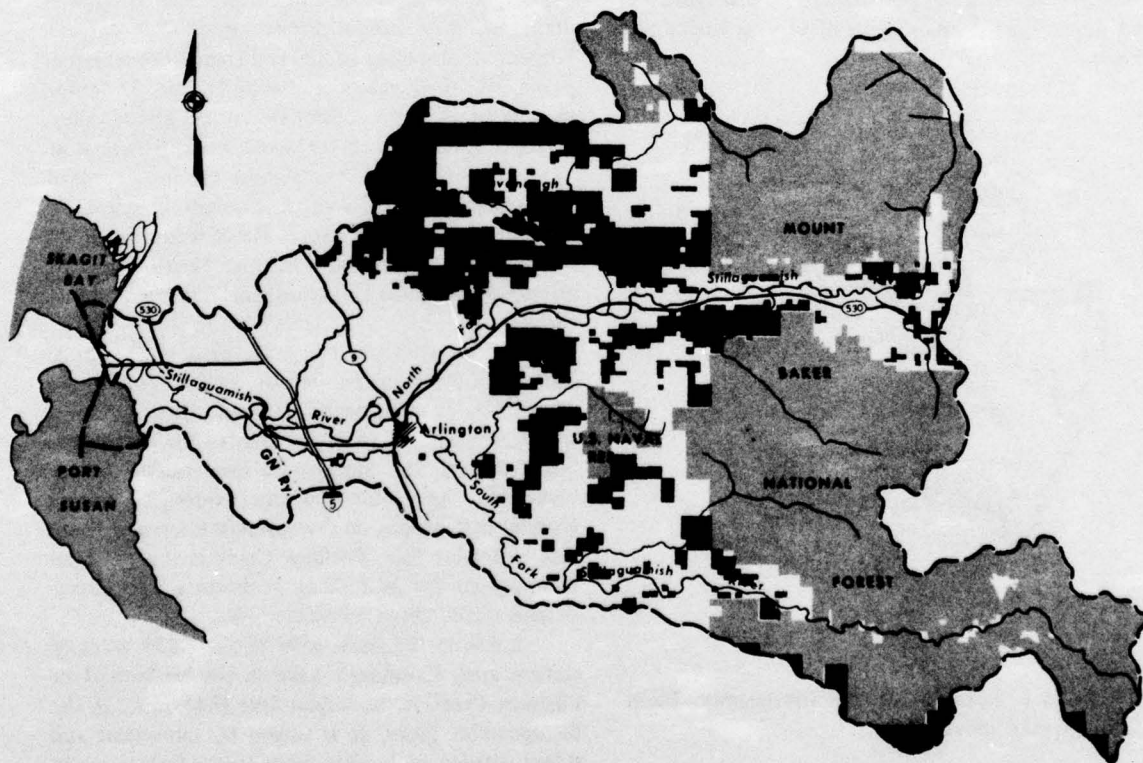 MOUNT
SKAGIT
BAY
530
Stillaguamish
530
9
North
BAKER
Stillaguamish
River
Arlington
U.S. NAVAL
PORT
SUSAN
GN RY.
5
South
NATIONAL
Fork
Stillaguamish
River
FOREST